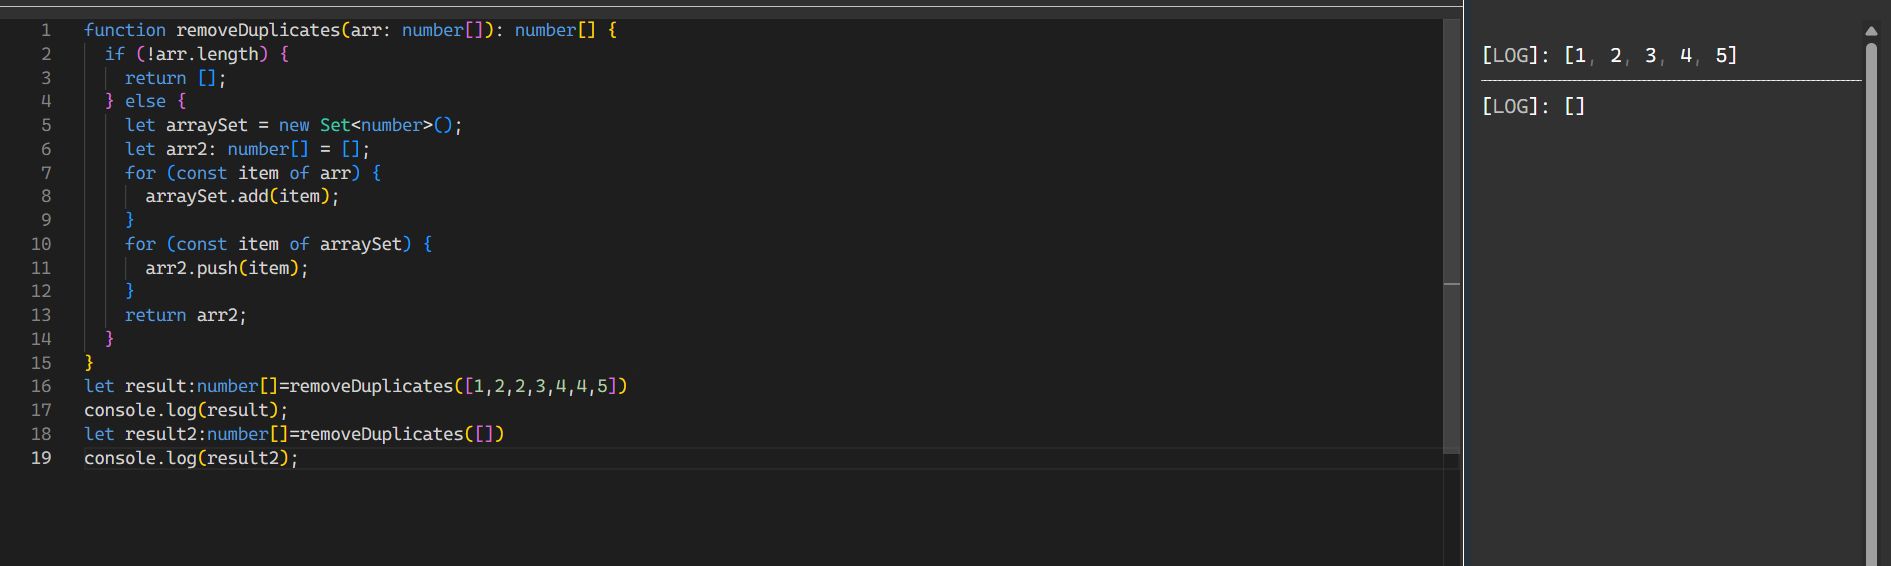 1 function removeDuplicates(arr: number[]): number[] {
2   if (!arr.length) {
3     return [];
4   } else {
5     let arraySet = new Set<number>();
6     let arr2: number[] = [];
7     for (const item of arr) {
8       arraySet.add(item);
9     }
10     for (const item of arraySet) {
11       arr2.push(item);
12     }
13     return arr2;
14   }
15 }
16 let result:number[]=removeDuplicates([1,2,2,3,4,4,5])
17 console.log(result);
18 let result2:number[]=removeDuplicates([])
19 console.log(result2);
[LOG]: [1, 2, 3, 4, 5]
[LOG]: []